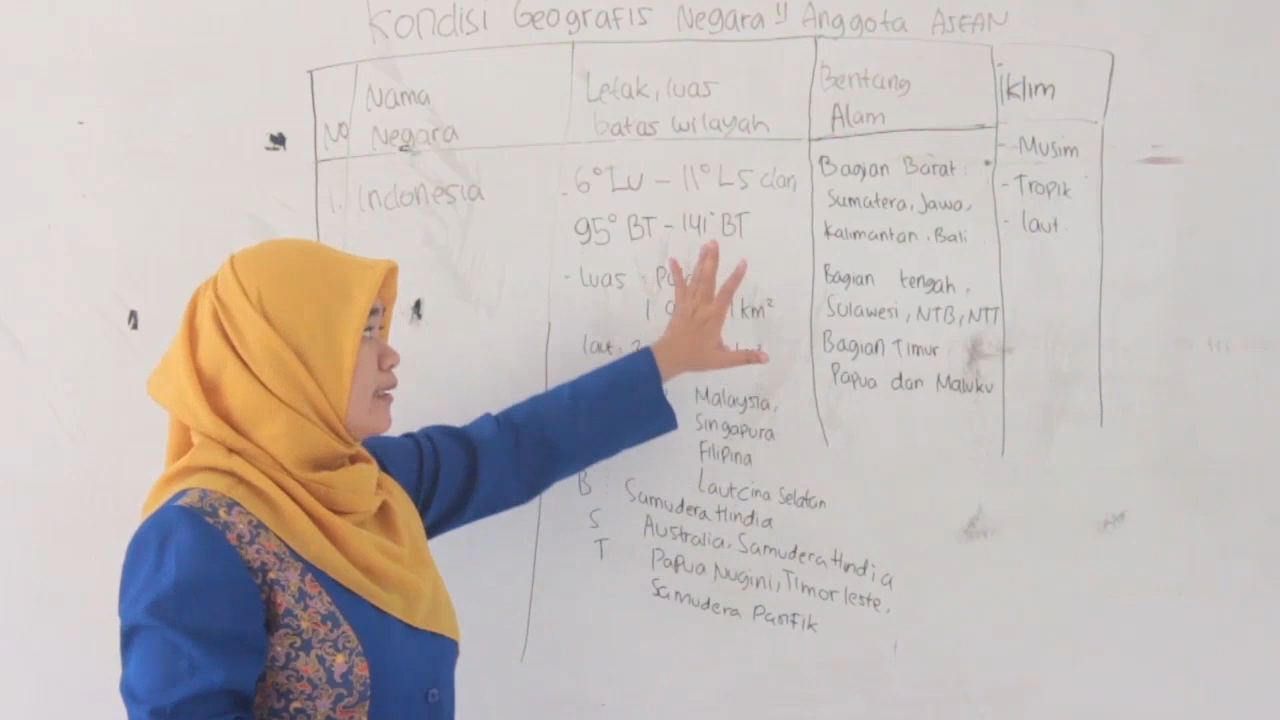 Kondisi Geografis Negara" Anggota ASEAN
No
Nama
Negara
Letak, luas
batas wilayah
Bentang
Alam
Iklim
1. Indonesia
- 6° LU - 11° LS dan
95° BT - 141° BT
- luas :
km²
laut :
Malaysia,
Singapura
Filipina
Laut cina Selatan
B : Samudera Hindia
S Australia, Samudera Hindia
T Papua Nugini, Timor leste,
Samudera Pasifik
Bagian Barat :
Sumatera, Jawa,
Kalimantan. Bali
Bagian tengah,
Sulawesi, NTB, NTT
Bagian Timur
Papua dan Maluku
- Musim
- Tropik
- laut